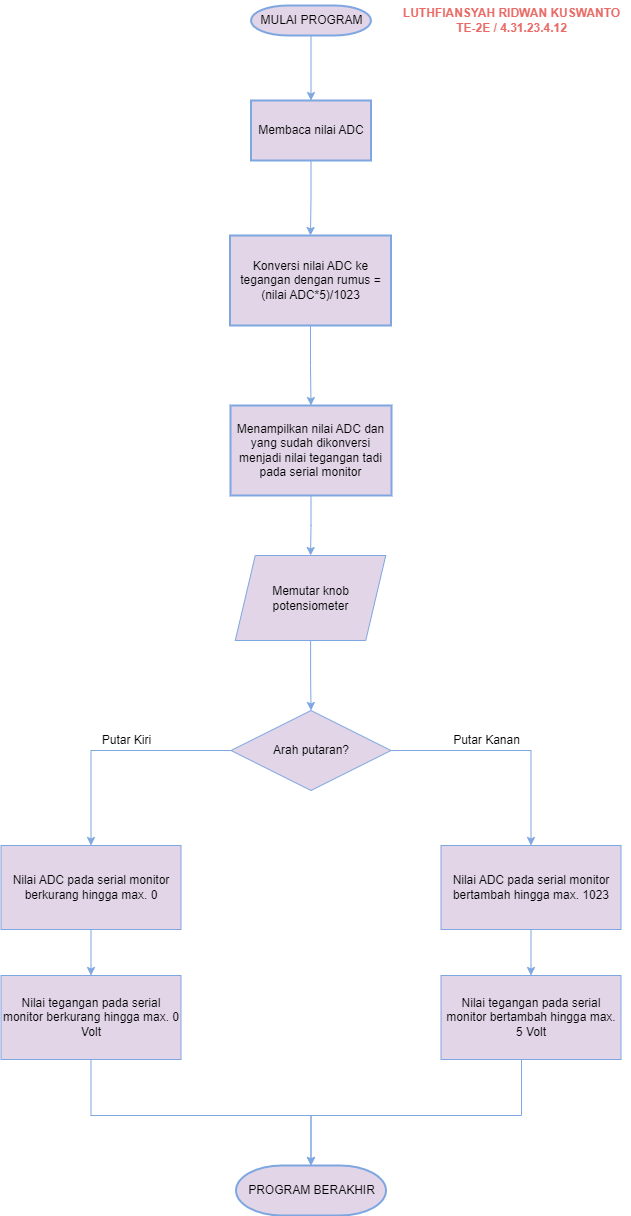 MULAI PROGRAM
LUTHFIANSYAH RIDWAN KUSWANTO
TE-2E / 4.31.23.4.12
Membaca nilai ADC
Konversi nilai ADC ke
tegangan dengan rumus =
(nilai ADC*5)/1023
Menampilkan nilai ADC dan
yang sudah dikonversi
menjadi nilai tegangan tadi
pada serial monitor
Memutar knob
potensiometer
Arah putaran?
Putar Kiri
Putar Kanan
Nilai ADC pada serial monitor
berkurang hingga max. 0
Nilai ADC pada serial monitor
bertambah hingga max. 1023
Nilai tegangan pada serial
monitor berkurang hingga max. 0
Volt
Nilai tegangan pada serial
monitor bertambah hingga max.
5 Volt
PROGRAM BERAKHIR